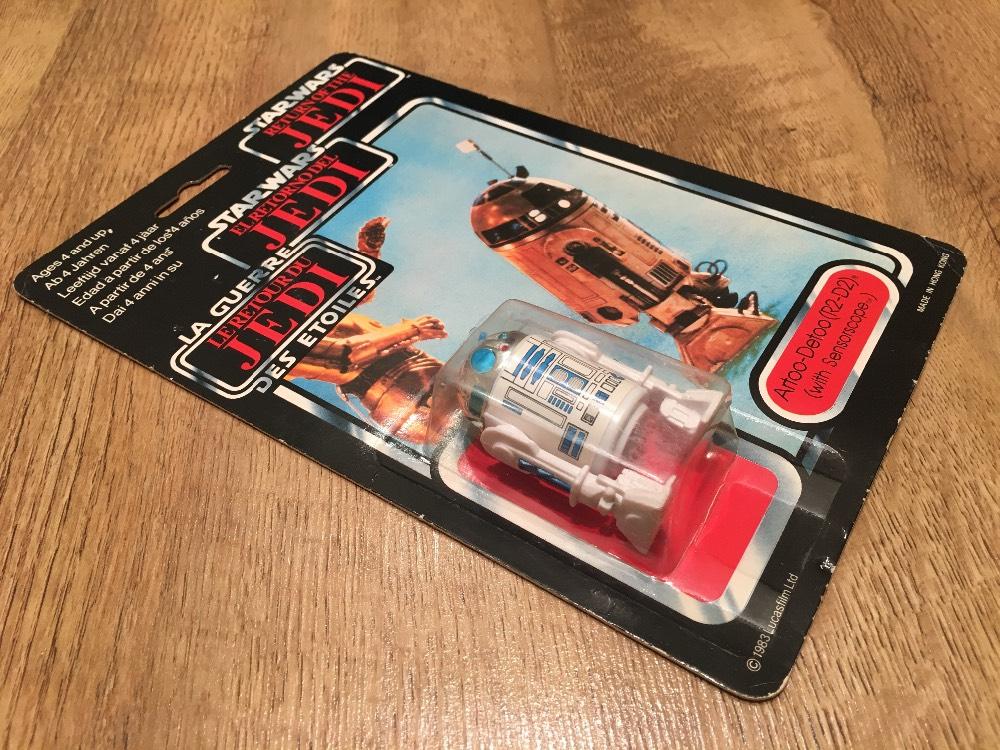 STAR WARS
RETURN OF THE
JEDI
STAR WARS
EL RETORNO DEL
JEDI
LA GUERRE
LE RETOUR DU
JEDI
DES ETOILES
Ages 4 and up.
Ab 4 Jahren
Leeftijd vanaf 4 jaar
Edad a partir de los 4 años
A partir de 4 ans
Dai 4 anni in su
Artoo-Detoo (R2-D2)
(with Sensorscope)
MADE IN HONG KONG
© 1983 Lucasfilm Ltd